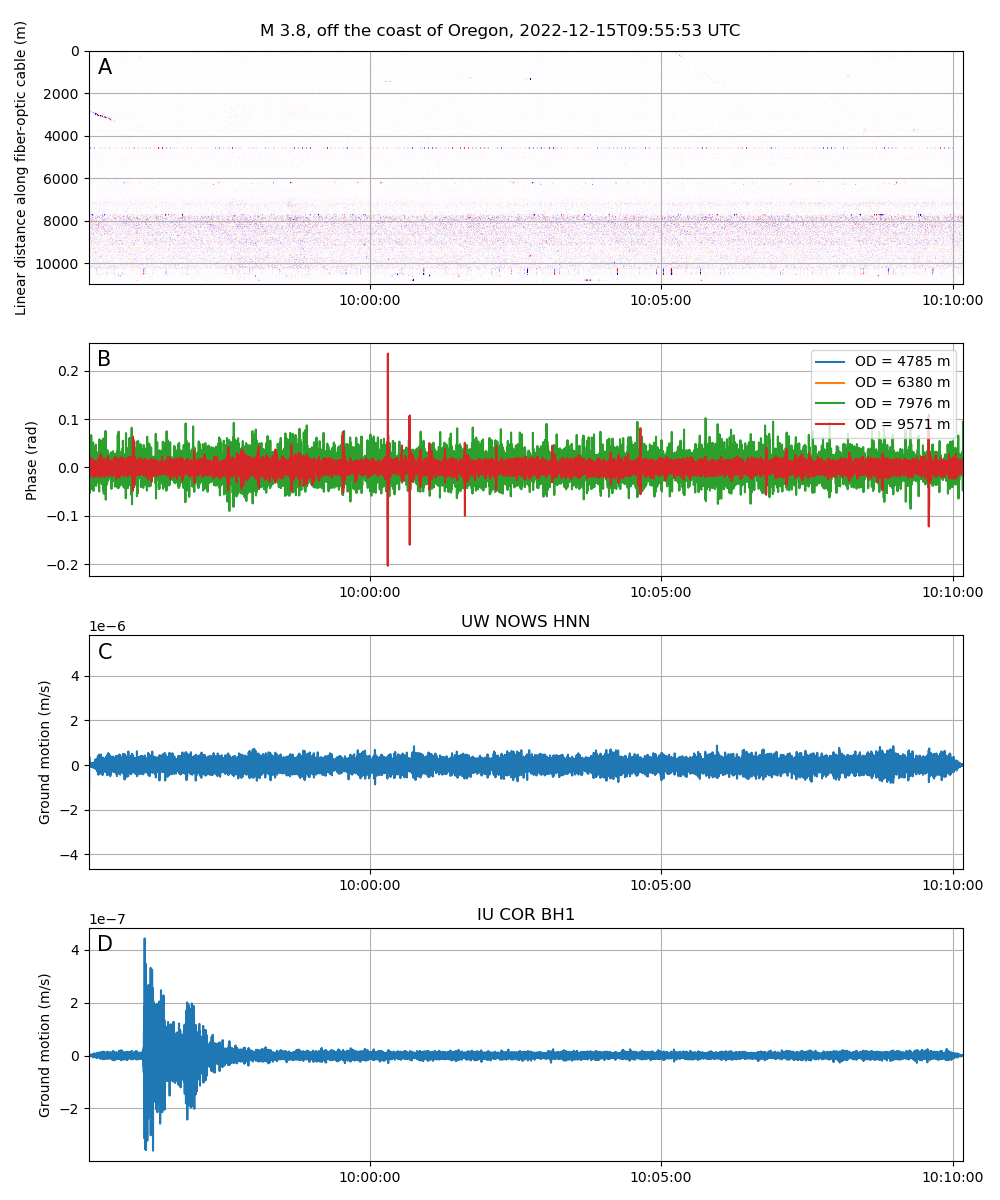 M 3.8, off the coast of Oregon, 2022-12-15T09:55:53 UTC
Linear distance along fiber-optic cable (m)
A
0
2000
4000
6000
8000
10000
10:00:00
10:05:00
10:10:00
B
Phase (rad)
0.2
0.1
0.0
−0.1
−0.2
OD = 4785 m
OD = 6380 m
OD = 7976 m
OD = 9571 m
10:00:00
10:05:00
10:10:00
UW NOWS HNN
1e−6
C
Ground motion (m/s)
4
2
0
−2
−4
10:00:00
10:05:00
10:10:00
IU COR BH1
1e−7
D
Ground motion (m/s)
4
2
0
−2
10:00:00
10:05:00
10:10:00